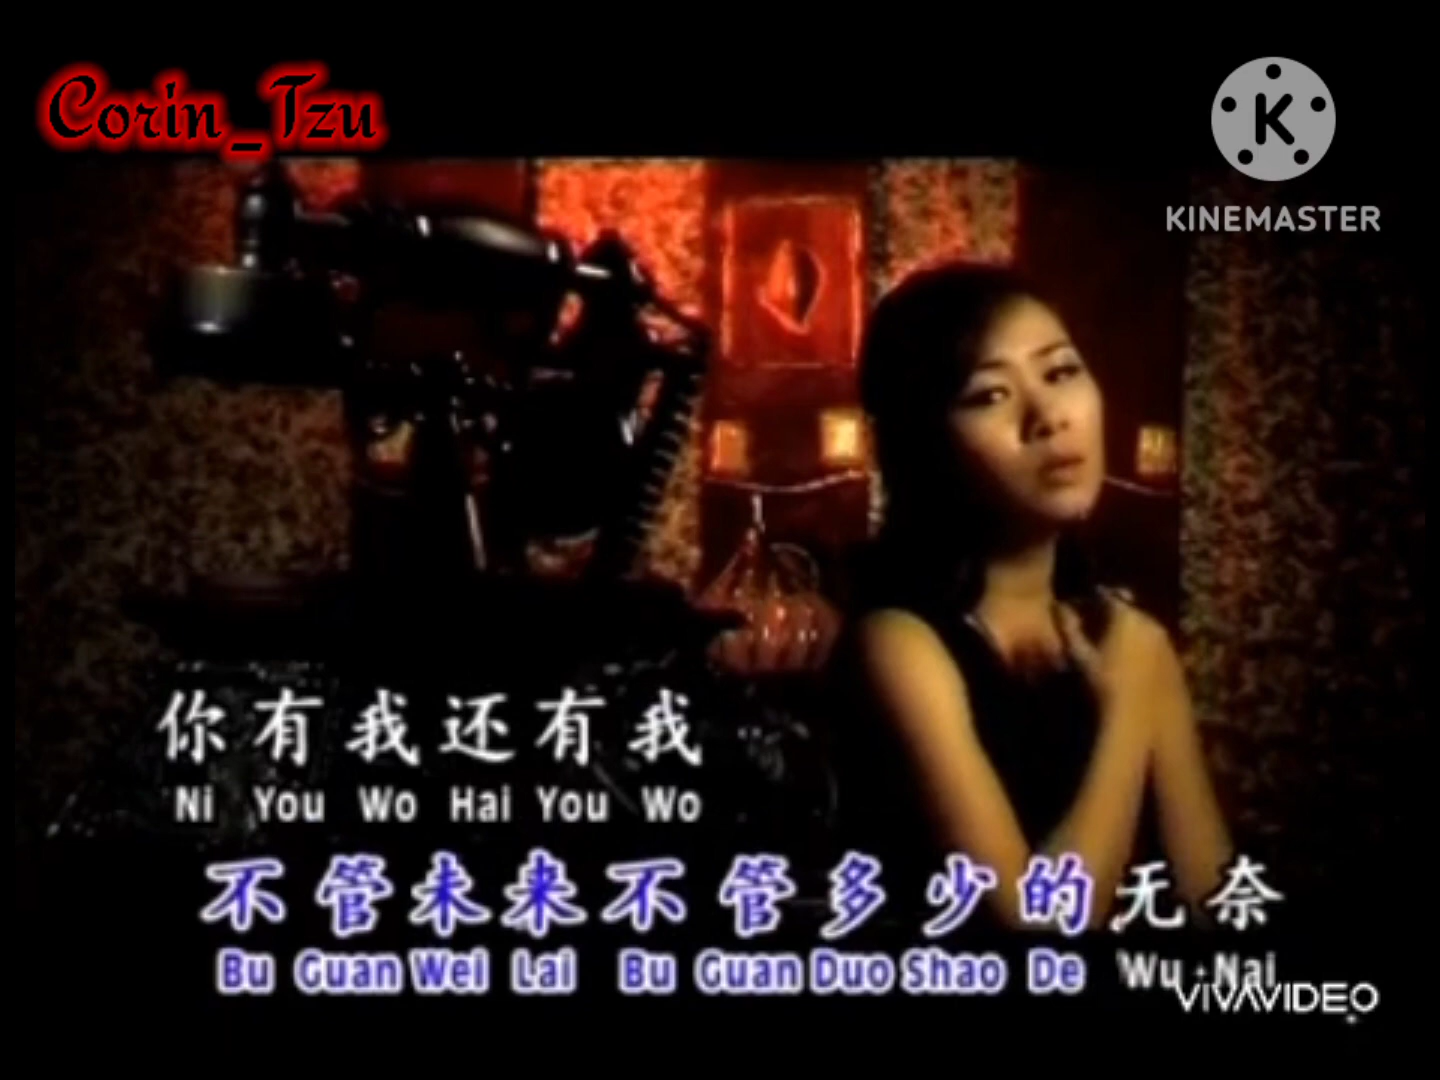 Corin_Tzu
K
KINEMASTER
你有我还有我
Ni You Wo Hai You Wo
不管未来不管多少的无奈
Bu Guan Wei Lai Bu Guan Duo Shao De Wu Nai
VIVAVIDEO